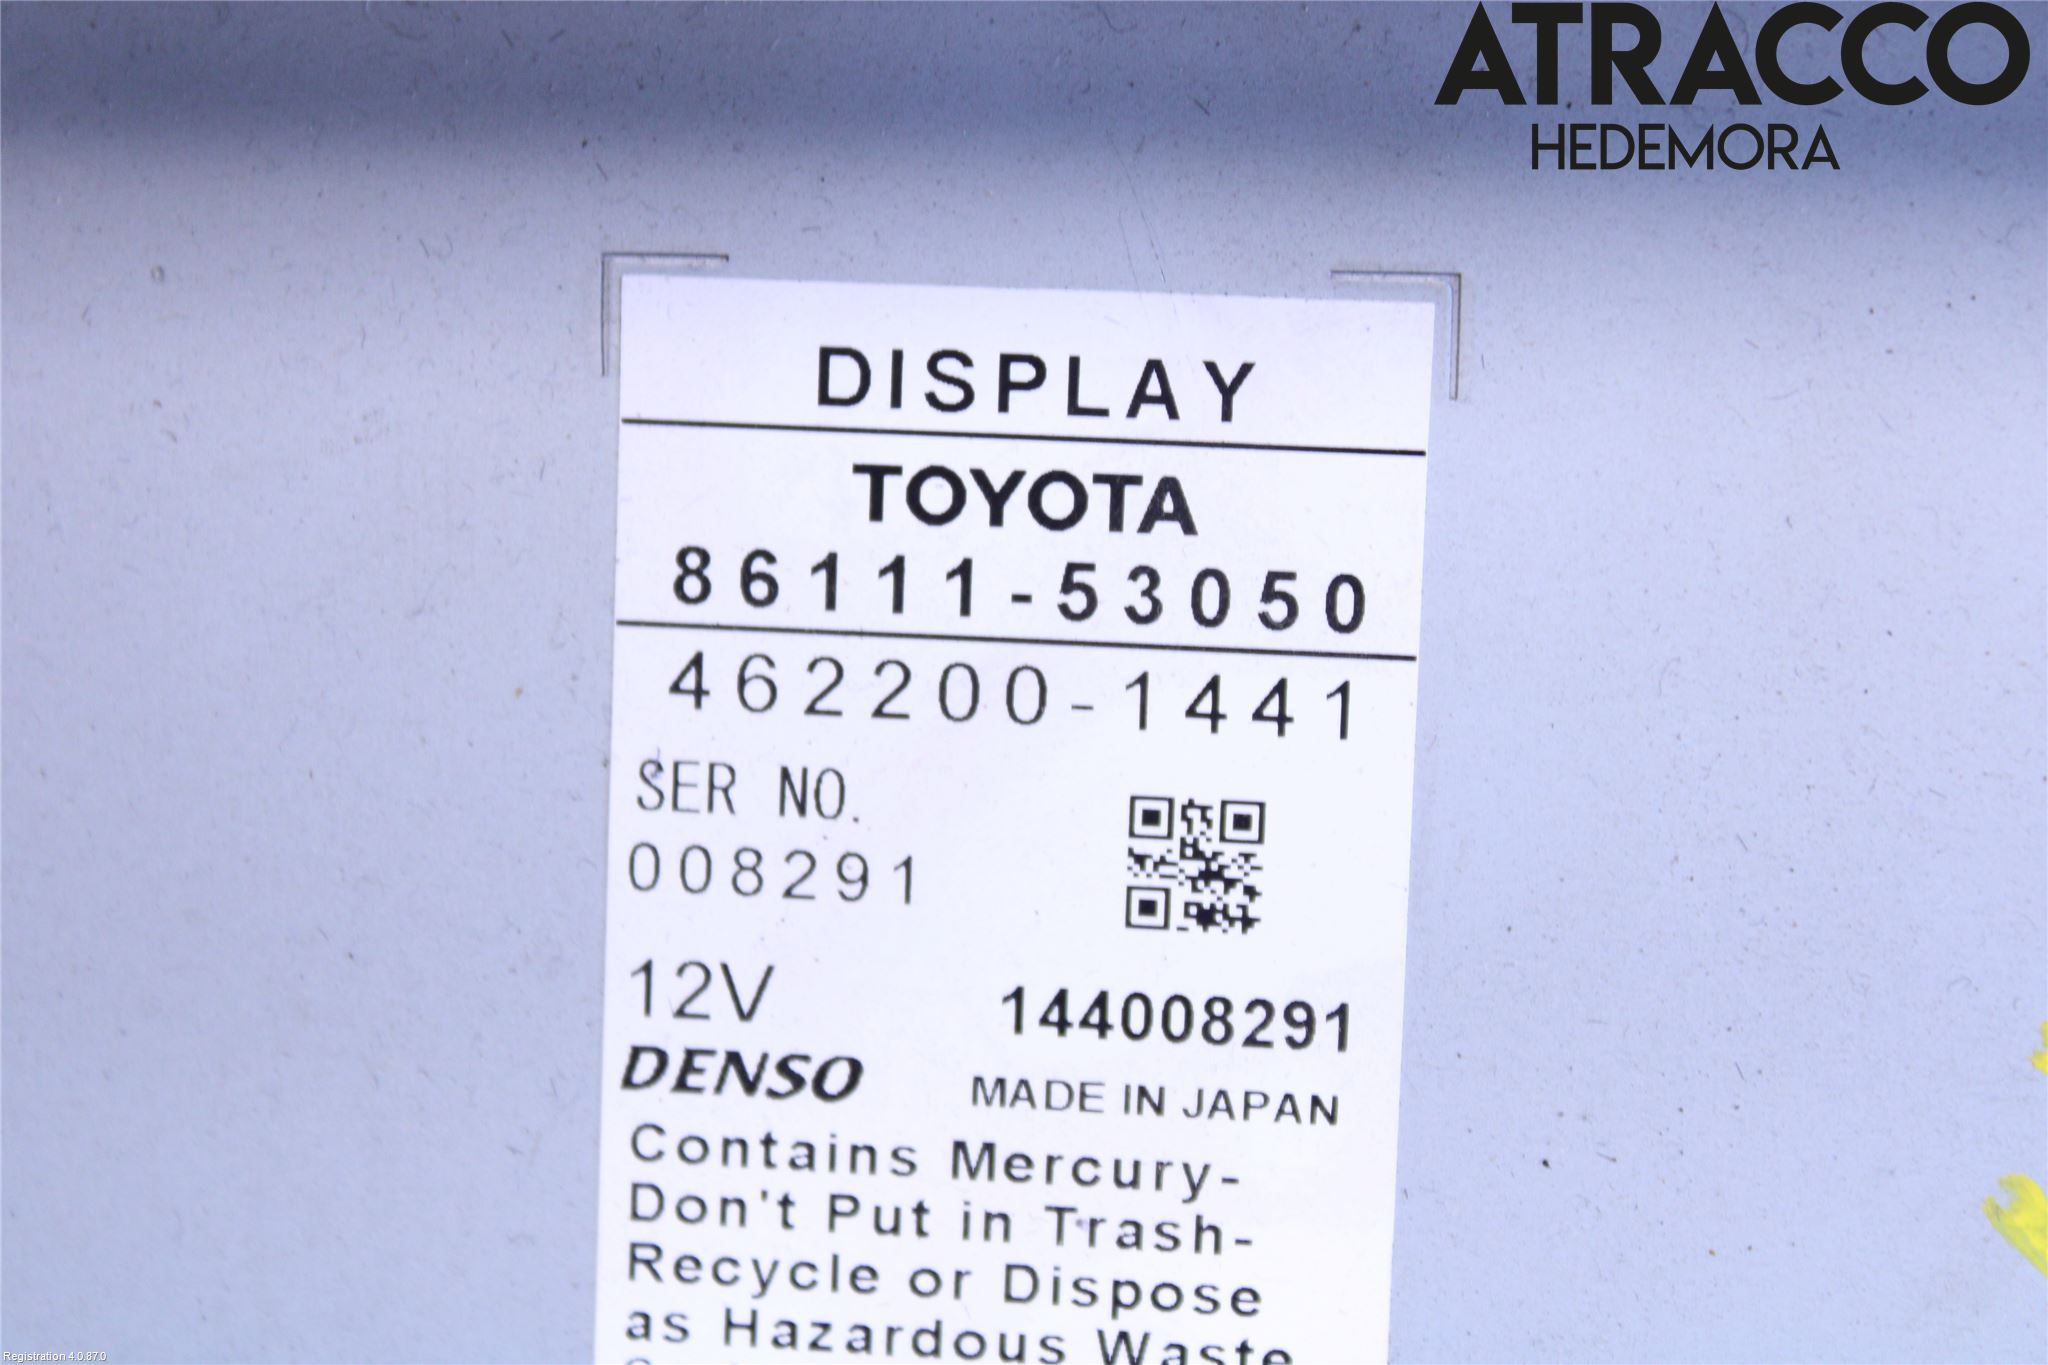 ATRACCO
HEDEMORA
DISPLAY
TOYOTA
86111-53050
462200-1441
SER NO.
008291
12V
144008291
DENSO
MADE IN JAPAN
Contains Mercury-
Don't Put in Trash-
Recycle or Dispose
as Hazardous Waste
Registration 4.0.87.0